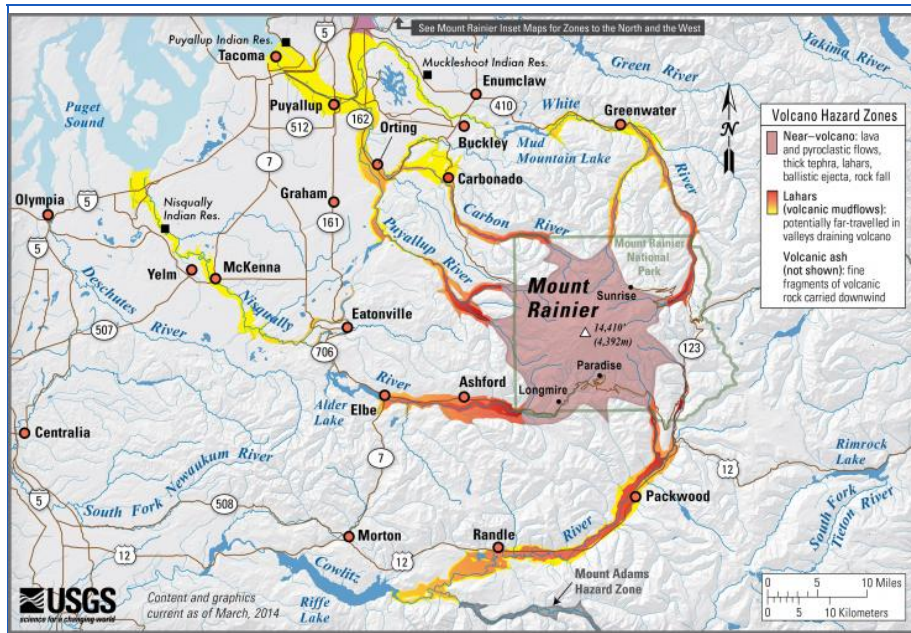 See Mount Rainier Inset Maps for Zones to the North and the West
5
Puyallup Indian Res.
Tacoma
Muckleshoot Indian Res.
Green River
Yakima River
Enumclaw
410
White
Greenwater
Puget
Sound
Puyallup
512
162
Orting
Buckley
Mud
Mountain Lake
River
N
7
Carbonado
Olympia
5
Nisqually
Indian Res.
Graham
161
Carbon
River
Puyallup
River
Mount Rainier
National
Park
5
Yelm
McKenna
Deschutes
River
Nisqually
Mount
Rainier
Sunrise
14,410'
(4,392m)
507
Eatonville
706
123
Paradise
Longmire
River
Ashford
Alder
Lake
Elbe
Centralia
7
12
Rimrock
Lake
South Fork Newaukum River
5
508
Packwood
South Fork
Tieton River
12
Morton
12
Randle
River
Cowlitz
Riffe
Lake
Mount Adams
Hazard Zone
Volcano Hazard Zones
Near–volcano: lava
and pyroclastic flows,
thick tephra, lahars,
ballistic ejecta, rock fall
Lahars
(volcanic mudflows):
potentially far-travelled in
valleys draining volcano
Volcanic ash
(not shown): fine
fragments of volcanic
rock carried downwind
USGS
science for a changing world
Content and graphics
current as of March, 2014
0 5 10 Miles
0 5 10 Kilometers